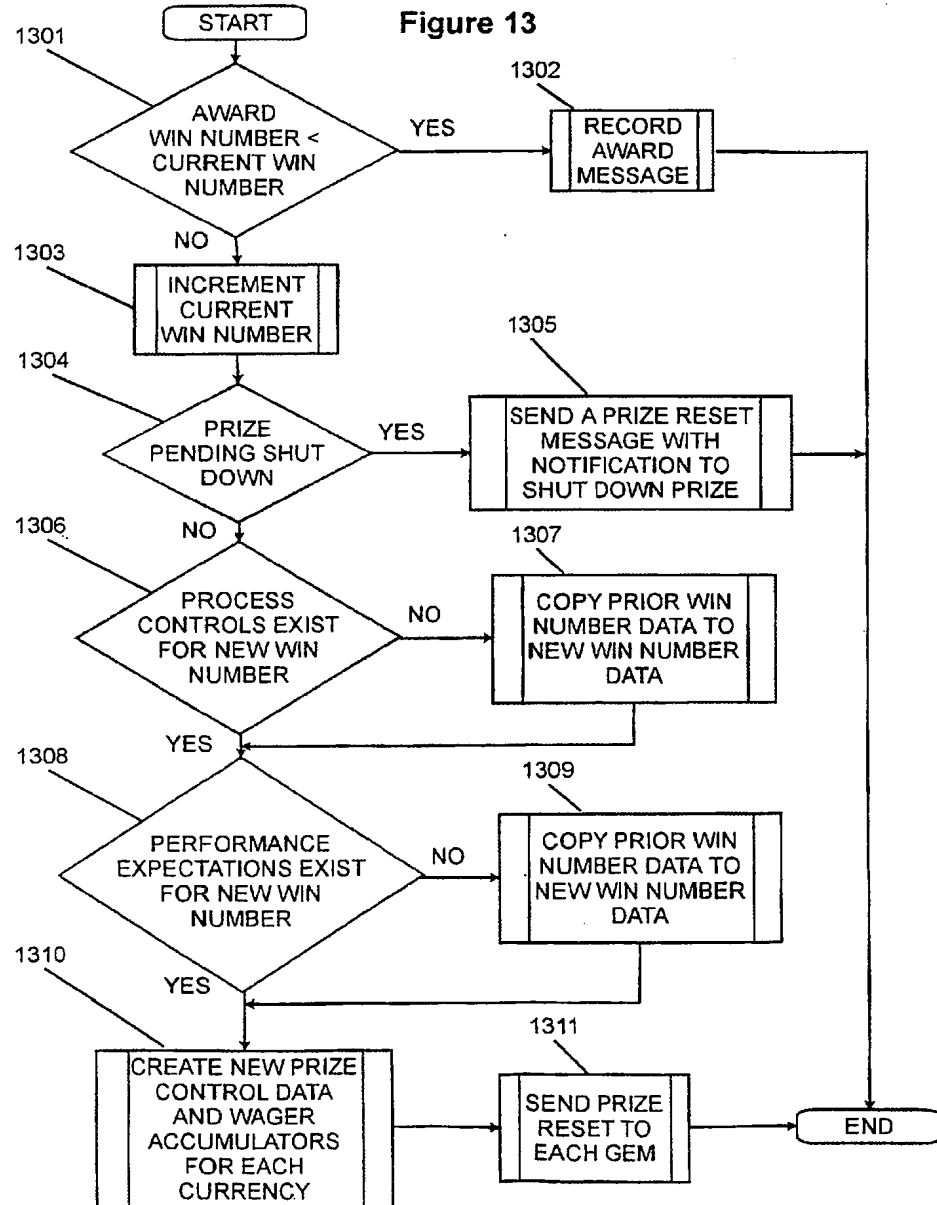 START
Figure 13
1301
1302
AWARD
WIN NUMBER <
CURRENT WIN
NUMBER
YES
RECORD
AWARD
MESSAGE
NO
1303
INCREMENT
CURRENT
WIN NUMBER
1304
1305
PRIZE
PENDING SHUT
DOWN
YES
SEND A PRIZE RESET
MESSAGE WITH
NOTIFICATION TO
SHUT DOWN PRIZE
NO
1306
1307
PROCESS
CONTROLS EXIST
FOR NEW WIN
NUMBER
NO
COPY PRIOR WIN
NUMBER DATA TO
NEW WIN NUMBER
DATA
YES
1308
1309
PERFORMANCE
EXPECTATIONS EXIST
FOR NEW WIN
NUMBER
NO
COPY PRIOR WIN
NUMBER DATA TO
NEW WIN NUMBER
DATA
YES
1310
1311
CREATE NEW PRIZE
CONTROL DATA
AND WAGER
ACCUMULATORS
FOR EACH
CURRENCY
SEND PRIZE
RESET TO
EACH GEM
END